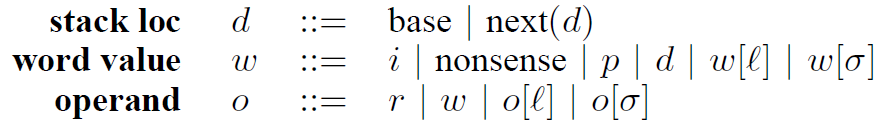 stack loc d ::= base | next(d)
word value w ::= i | nonsense | p | d | w[ℓ] | w[σ]
operand o ::= r | w | o[ℓ] | o[σ]